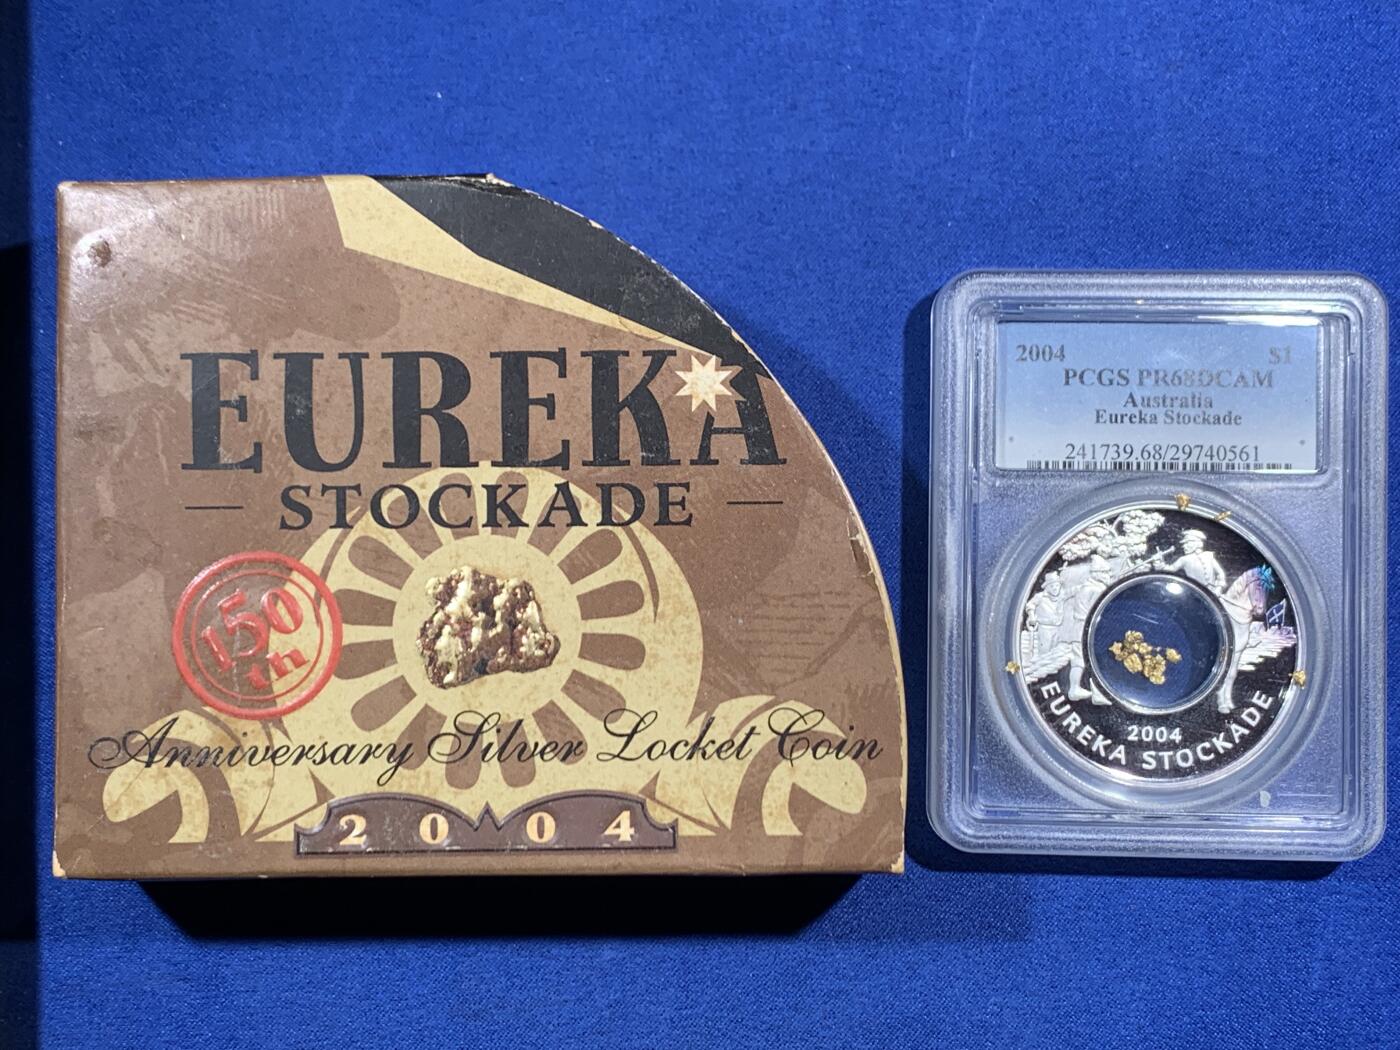 EUREKA
STOCKADE
150
th
Anniversary Silver Locket Coin
2004
2004 $1
PCGS PR68DCAM
Australia
Eureka Stockade
241739.68/29740561
2004
EUREKA STOCKADE